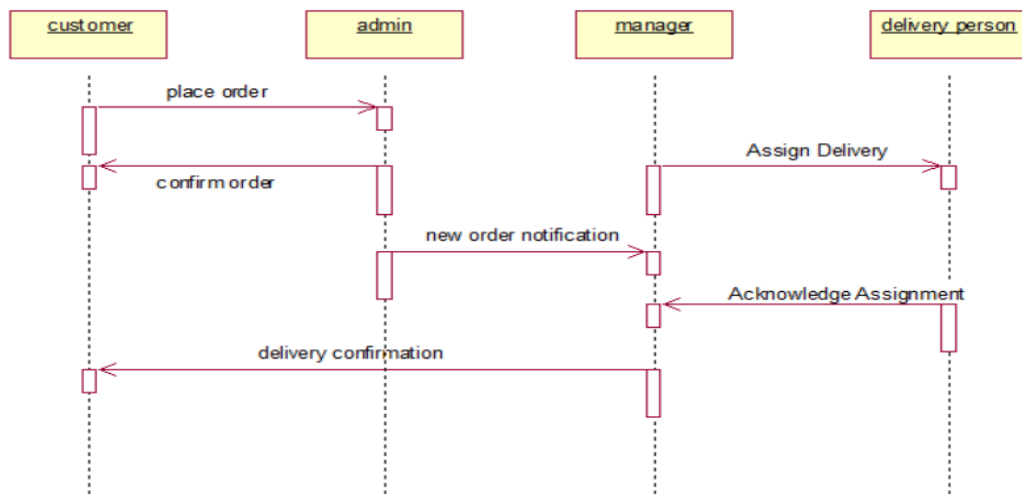 customer
admin
manager
delivery person
place order
Assign Delivery
confirm order
new order notification
Acknowledge Assignment
delivery confirmation